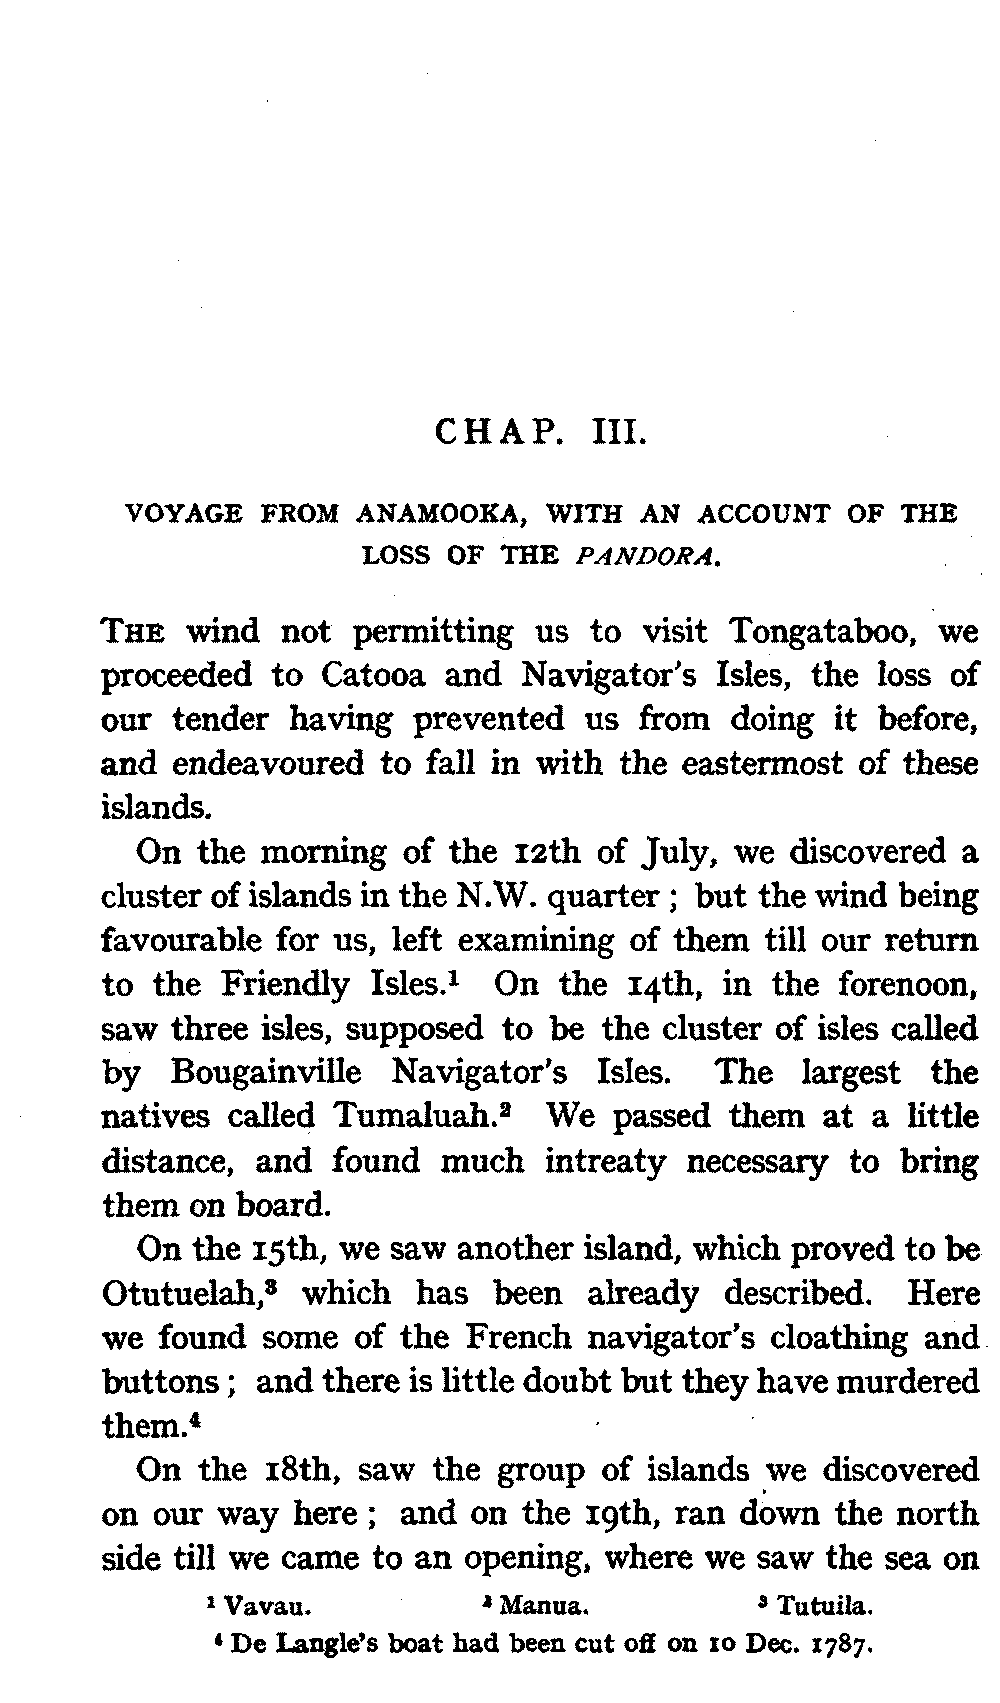 CHAP. III.
VOYAGE FROM ANAMOOKA, WITH AN ACCOUNT OF THE
LOSS OF THE PANDORA.
THE wind not permitting us to visit Tongataboo, we
proceeded to Catooa and Navigator's Isles, the loss of
our tender having prevented us from doing it before,
and endeavoured to fall in with the eastermost of these
islands.
On the morning of the 12th of July, we discovered a
cluster of islands in the N.W. quarter ; but the wind being
favourable for us, left examining of them till our return
to the Friendly Isles.¹ On the 14th, in the forenoon,
saw three isles, supposed to be the cluster of isles called
by Bougainville Navigator's Isles. The largest the
natives called Tumaluah.² We passed them at a little
distance, and found much intreaty necessary to bring
them on board.
On the 15th, we saw another island, which proved to be
Otutuelah,³ which has been already described. Here
we found some of the French navigator's cloathing and
buttons ; and there is little doubt but they have murdered
them.⁴
On the 18th, saw the group of islands we discovered
on our way here ; and on the 19th, ran down the north
side till we came to an opening, where we saw the sea on
¹ Vavau. ² Manua. ³ Tutuila.
⁴ De Langle's boat had been cut off on 10 Dec. 1787.